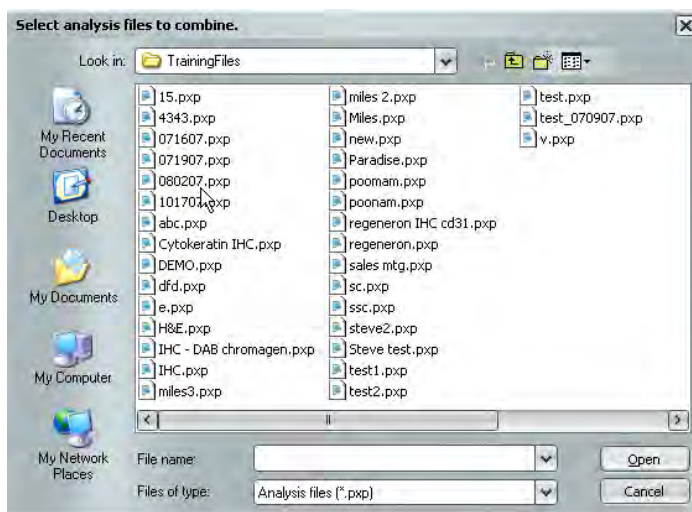 Select analysis files to combine.
Look in:
TrainingFiles
My Recent
Documents
Desktop
My Documents
My Computer
My Network
Places
15.pxp
4343.pxp
071607.pxp
071907.pxp
080207.pxp
101707.pxp
abc.pxp
Cytokeratin IHC.pxp
DEMO.pxp
dfd.pxp
e.pxp
H&E.pxp
IHC - DAB chromagen.pxp
IHC.pxp
miles3.pxp
miles 2.pxp
Miles.pxp
new.pxp
Paradise.pxp
poomam.pxp
poonam.pxp
regeneron IHC cd31.pxp
regeneron.pxp
sales mtg.pxp
sc.pxp
ssc.pxp
steve2.pxp
Steve test.pxp
test1.pxp
test2.pxp
test.pxp
test_070907.pxp
v.pxp
File name:
Open
Files of type:
Analysis files (*.pxp)
Cancel